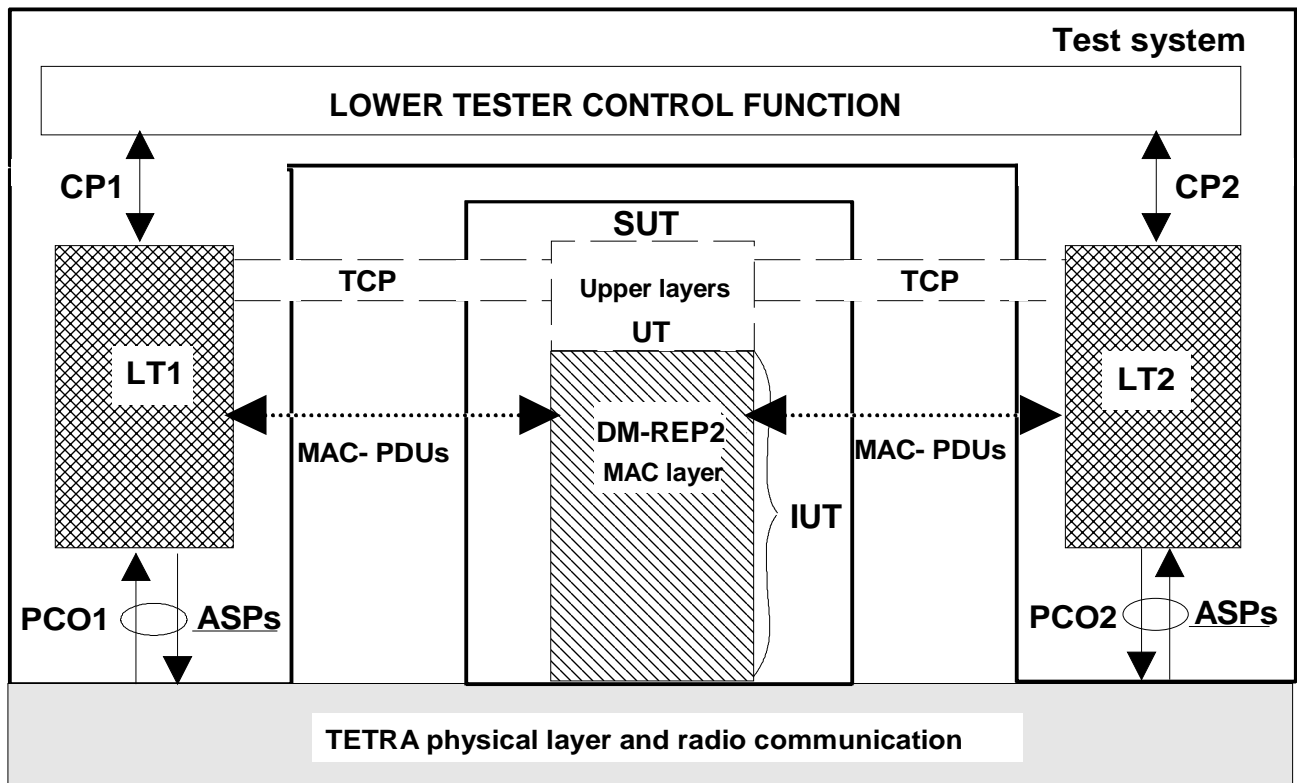 Test system
LOWER TESTER CONTROL FUNCTION
CP1
CP2
SUT
TCP
Upper layers
TCP
UT
LT1
LT2
DM-REP2
MAC layer
MAC- PDUs
MAC- PDUs
IUT
PCO1
ASPs
PCO2
ASPs
TETRA physical layer and radio communication